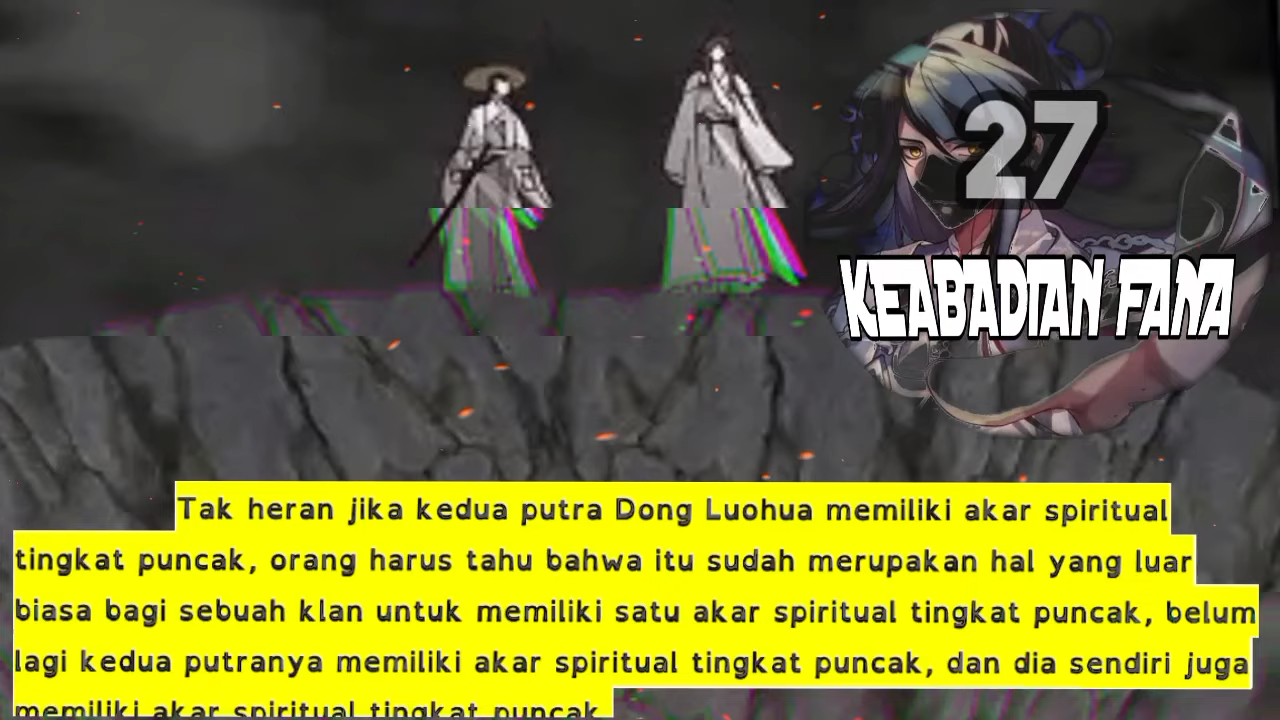 27
KEABADIAN FANA
Tak heran jika kedua putra Dong Luohua memiliki akar spiritual
tingkat puncak, orang harus tahu bahwa itu sudah merupakan hal yang luar
biasa bagi sebuah klan untuk memiliki satu akar spiritual tingkat puncak, belum
lagi kedua putranya memiliki akar spiritual tingkat puncak, dan dia sendiri juga
memiliki akar spiritual tingkat puncak